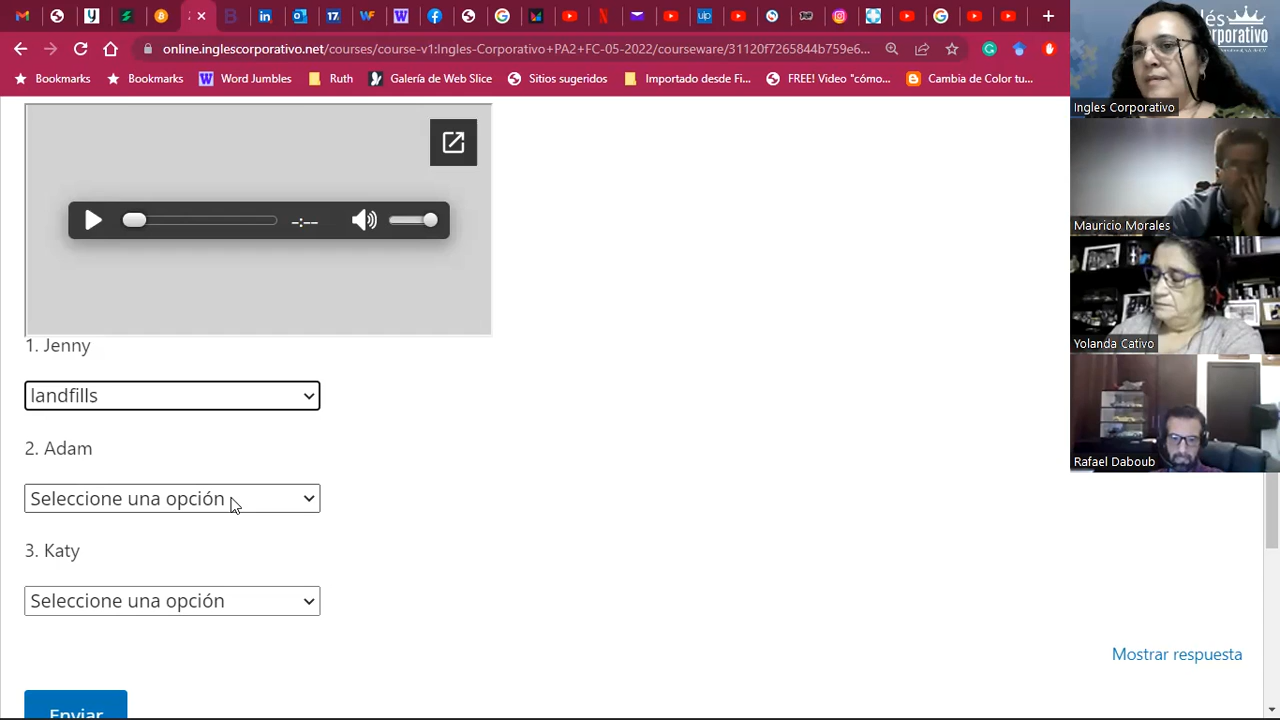 online.inglescorporativo.net/courses/course-v1:Ingles-Corporativo+PA2+FC-05-2022/courseware/31120f7265844b759e6...
Bookmarks Bookmarks Word Jumbles Ruth Galería de Web Slice Sitios sugeridos Importado desde Fi... FREE! Video "cómo... Cambia de Color tu...
Inglés
Corporativo
Ingles Corporativo
Mauricio Morales
Yolanda Cativo
Rafael Daboub
-:--
1. Jenny
landfills
2. Adam
Seleccione una opción
3. Katy
Seleccione una opción
Mostrar respuesta
Enviar